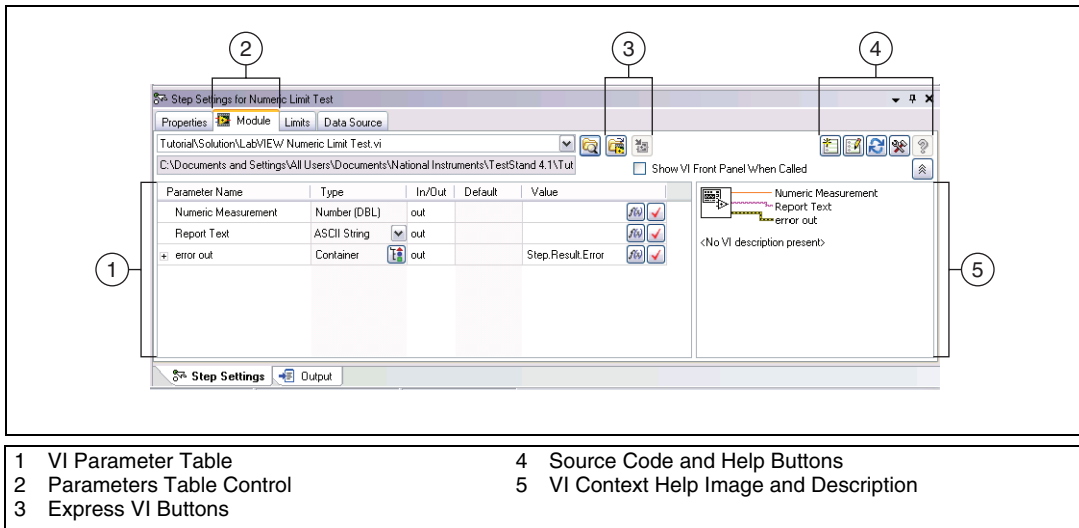 2 3 4
Step Settings for Numeric Limit Test
Properties Module Limits Data Source
Tutorial\Solution\LabVIEW Numeric Limit Test.vi
C:\Documents and Settings\All Users\Documents\National Instruments\TestStand 4.1\Tut Show VI Front Panel When Called
Parameter Name Type In/Out Default Value
Numeric Measurement Number (DBL) out f(x)
Report Text ASCII String out f(x)
+ error out Container out Step.Result.Error f(x)
Numeric Measurement
Report Text
error out
<No VI description present>
1 5
Step Settings Output
1 VI Parameter Table
2 Parameters Table Control
3 Express VI Buttons
4 Source Code and Help Buttons
5 VI Context Help Image and Description